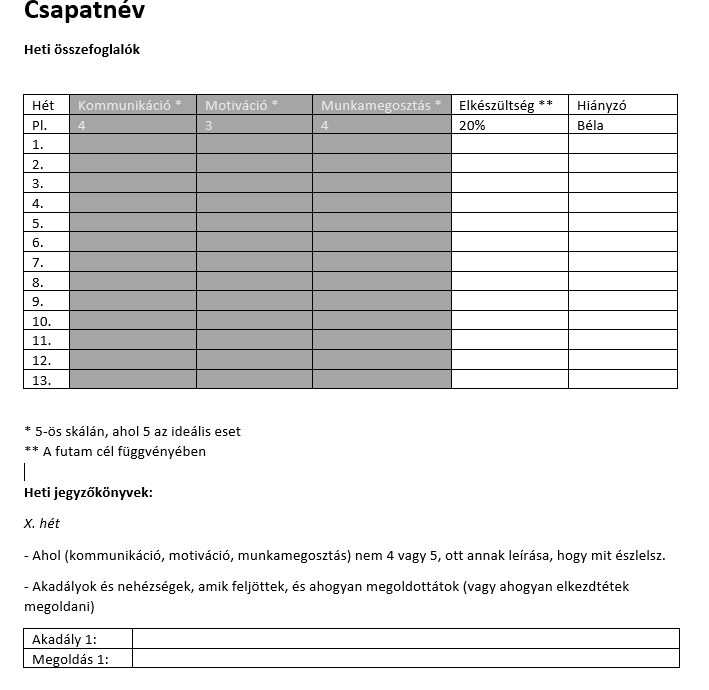 Csapatnév
Heti összefoglalók
Hét Kommunikáció * Motiváció * Munkamegosztás * Elkészültség ** Hiányzó
Pl. 4 3 4 20% Béla
1.
2.
3.
4.
5.
6.
7.
8.
9.
10.
11.
12.
13.
* 5-ös skálán, ahol 5 az ideális eset
** A futam cél függvényében
Heti jegyzőkönyvek:
X. hét
- Ahol (kommunikáció, motiváció, munkamegosztás) nem 4 vagy 5, ott annak leírása, hogy mit észlelsz.
- Akadályok és nehézségek, amik feljöttek, és ahogyan megoldottátok (vagy ahogyan elkezdtétek
megoldani)
Akadály 1:
Megoldás 1: